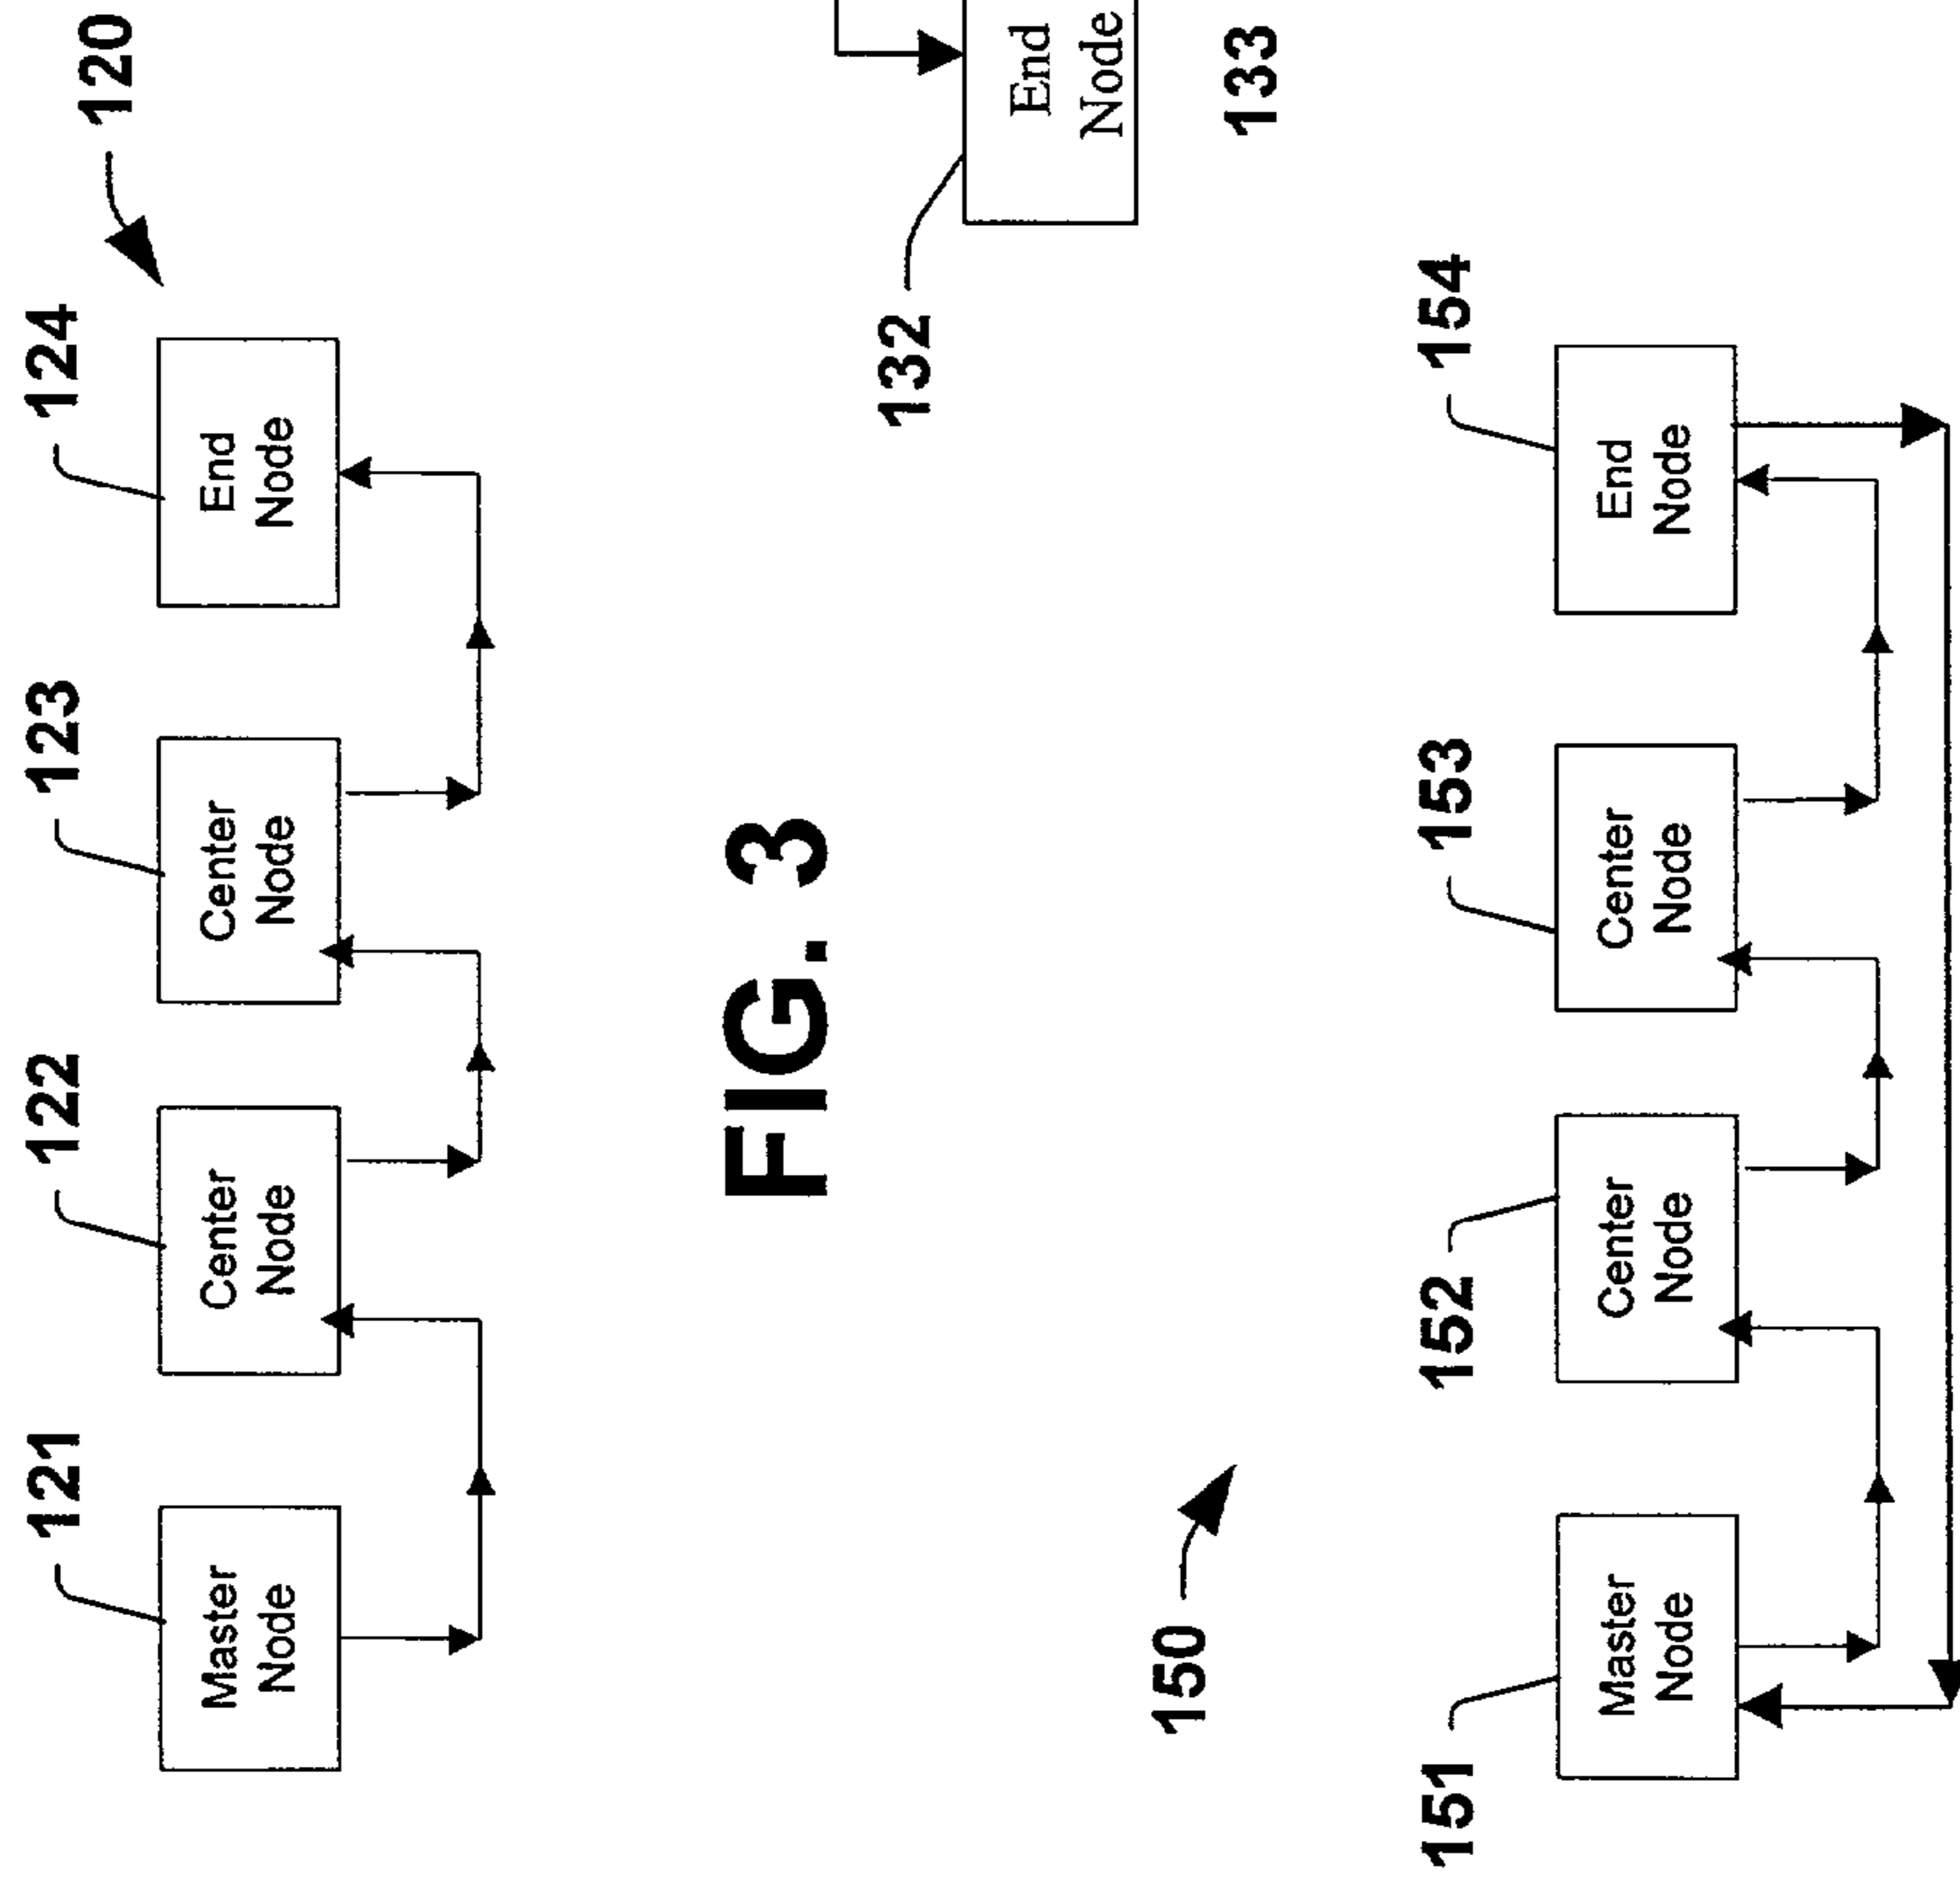 120
121
122
123
124
Master
Node
Center
Node
Center
Node
End
Node
FIG. 3
132
End
Node
133
150
151
152
153
154
Master
Node
Center
Node
Center
Node
End
Node